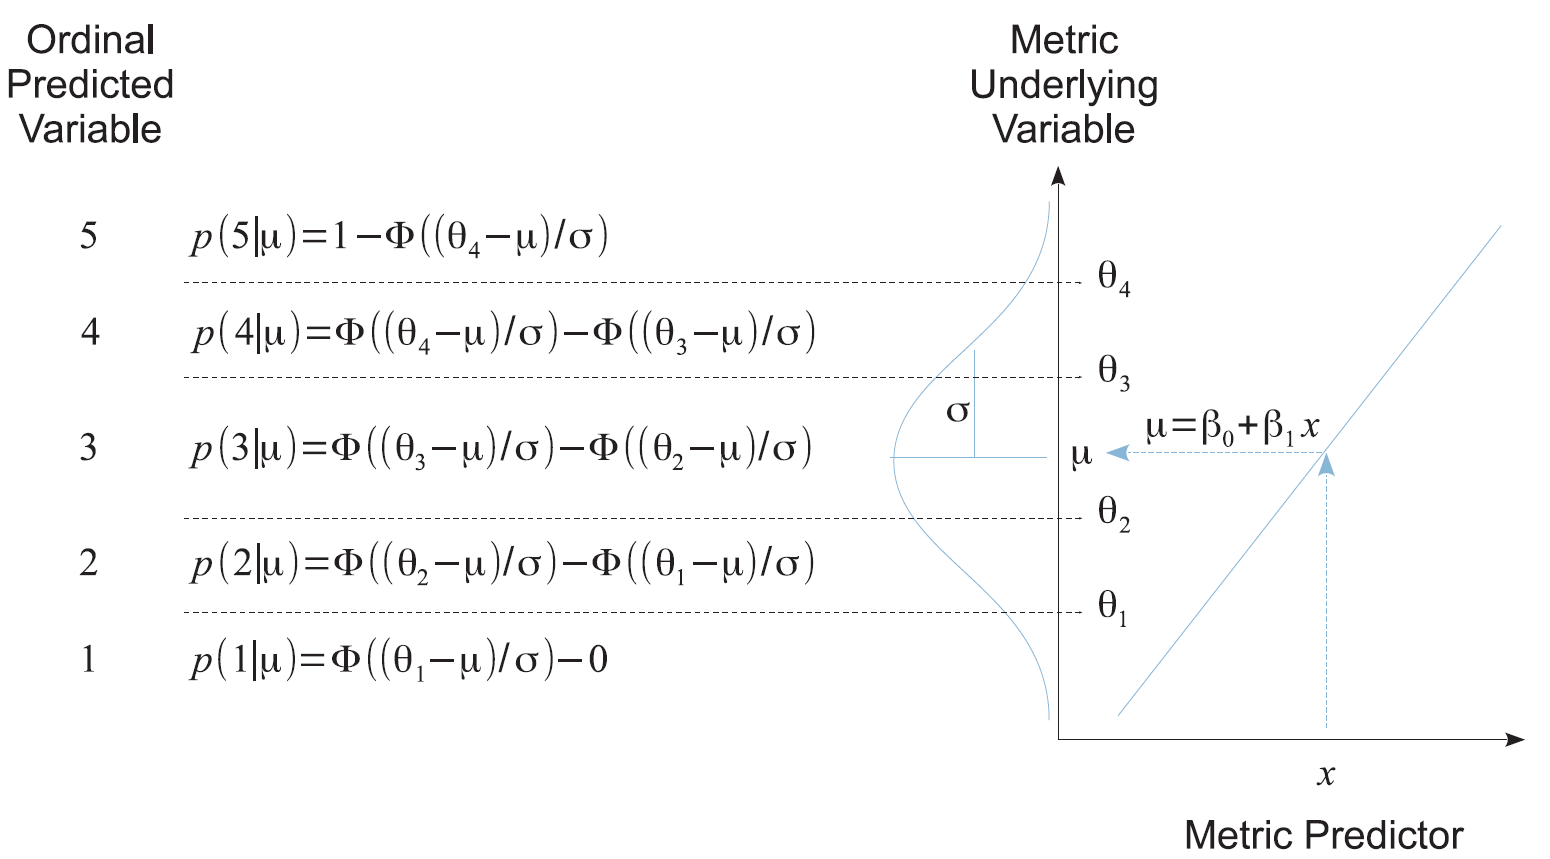 Ordinal
Predicted
Variable
Metric
Underlying
Variable
5 p(5|μ)=1−Φ((θ₄−μ)/σ)
θ₄
4 p(4|μ)=Φ((θ₄−μ)/σ)−Φ((θ₃−μ)/σ)
θ₃
σ
μ=β₀+β₁x
3 p(3|μ)=Φ((θ₃−μ)/σ)−Φ((θ₂−μ)/σ)
μ
θ₂
2 p(2|μ)=Φ((θ₂−μ)/σ)−Φ((θ₁−μ)/σ)
θ₁
1 p(1|μ)=Φ((θ₁−μ)/σ)−0
x
Metric Predictor